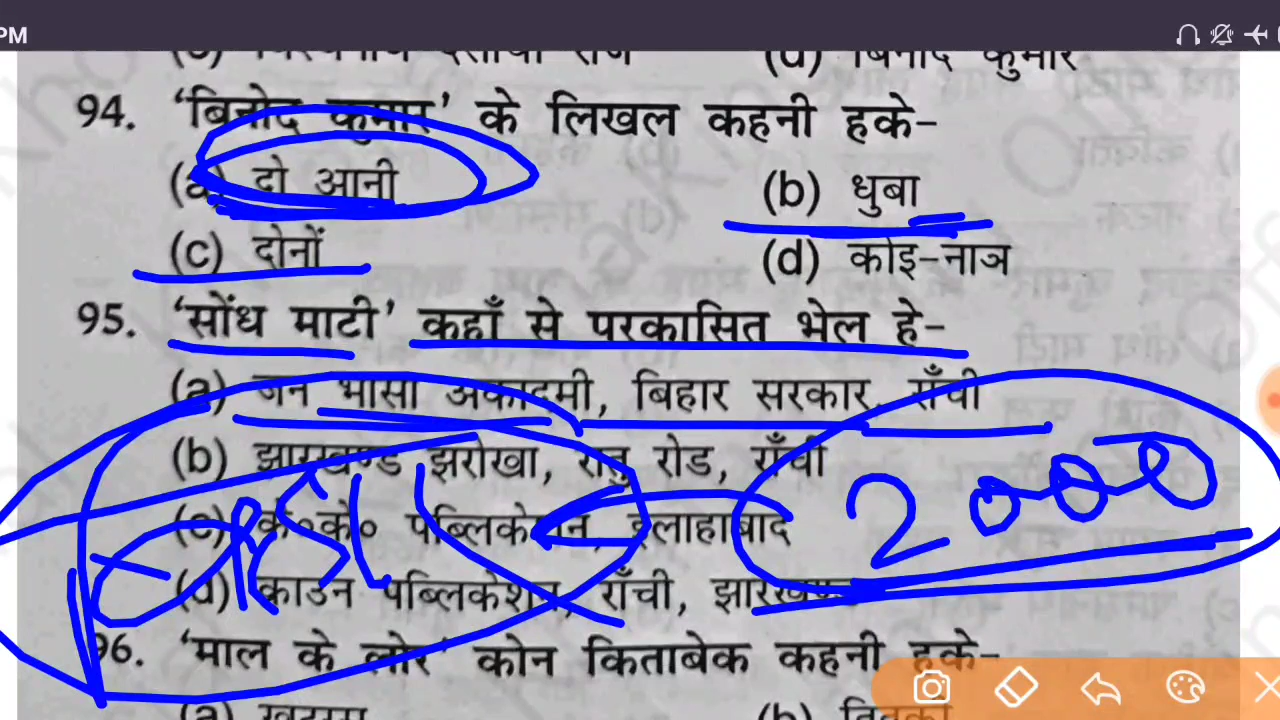 PM
कुमार
94. 'बिनोद कुमार' के लिखल कहनी हके-
(a) दो आनी (b) धुबा
(c) दोनों (d) कोइ-नाञ
95. 'सोंध माटी' कहाँ से परकासित भेल हे-
(a) जन भासा अकादमी, बिहार सरकार, राँची
(b) झारखण्ड झरोखा, रातु रोड, राँची
(c) के०के० पब्लिकेशन, इलाहाबाद
2000
(d) क्राउन पब्लिकेशन, राँची, झारखण्ड
96. 'माल के लोर' कोन किताबेक कहनी हके-
(a) (b)